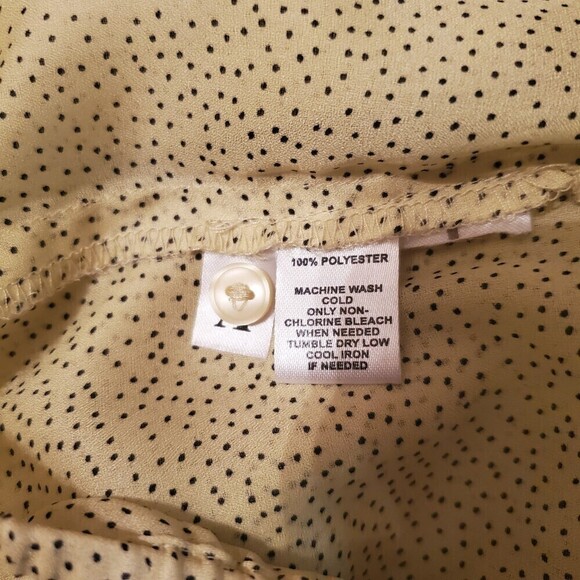 100% POLYESTER
MACHINE WASH
COLD
ONLY NON-
CHLORINE BLEACH
WHEN NEEDED
TUMBLE DRY LOW
COOL IRON
IF NEEDED